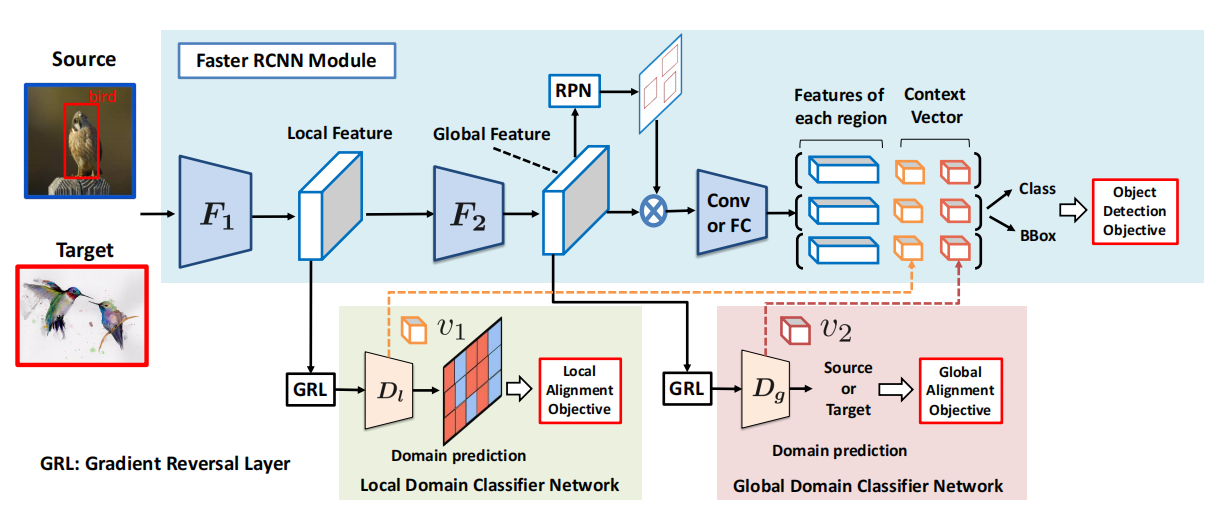 Source
Faster RCNN Module
bird
RPN
Features of
each region
Context
Vector
Local Feature
Global Feature
F1
F2
Conv
or FC
Class
BBox
Object
Detection
Objective
Target
v1
v2
GRL
Dl
Local
Alignment
Objective
GRL
Dg
Source
or
Target
Global
Alignment
Objective
Domain prediction
Domain prediction
GRL: Gradient Reversal Layer
Local Domain Classifier Network
Global Domain Classifier Network